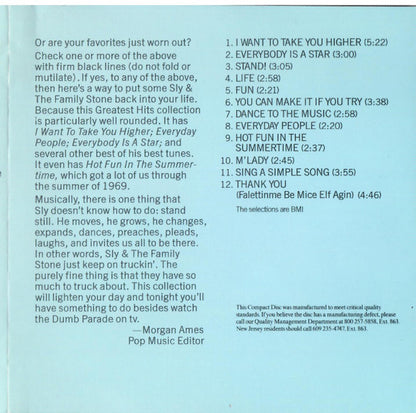 Or are your favorites just worn out?
Check one or more of the above
with firm black lines (do not fold or
mutilate). If yes, to any of the above,
then here's a way to put some Sly &
The Family Stone back into your life.
Because this Greatest Hits collection
is particularly well rounded. It has
I Want To Take You Higher; Everyday
People; Everybody Is A Star; and
several other best of his best tunes.
It even has Hot Fun In The Summer-
time, which got a lot of us through
the summer of 1969.
Musically, there is one thing that
Sly doesn't know how to do: stand
still. He moves, he grows, he changes,
expands, dances, preaches, pleads,
laughs, and invites us all to be there.
In other words, Sly & The Family
Stone just keep on truckin'. The
purely fine thing is that they have so
much to truck about. This collection
will lighten your day and tonight you'll
have something to do besides watch
the Dumb Parade on tv.
—Morgan Ames
Pop Music Editor
1. I WANT TO TAKE YOU HIGHER (5:22)
2. EVERYBODY IS A STAR (3:00)
3. STAND! (3:05)
4. LIFE (2:58)
5. FUN (2:21)
6. YOU CAN MAKE IT IF YOU TRY (3:38)
7. DANCE TO THE MUSIC (2:58)
8. EVERYDAY PEOPLE (2:20)
9. HOT FUN IN THE
SUMMERTIME (2:37)
10. M'LADY (2:45)
11. SING A SIMPLE SONG (3:55)
12. THANK YOU
(Falettinme Be Mice Elf Agin) (4:46)
The selections are BMI
This Compact Disc was manufactured to meet critical quality
standards. If you believe the disc has a manufacturing defect, please
call our Quality Management Department at 800 257-5858, Ext. 863.
New Jersey residents should call 609 235-4747, Ext. 863.